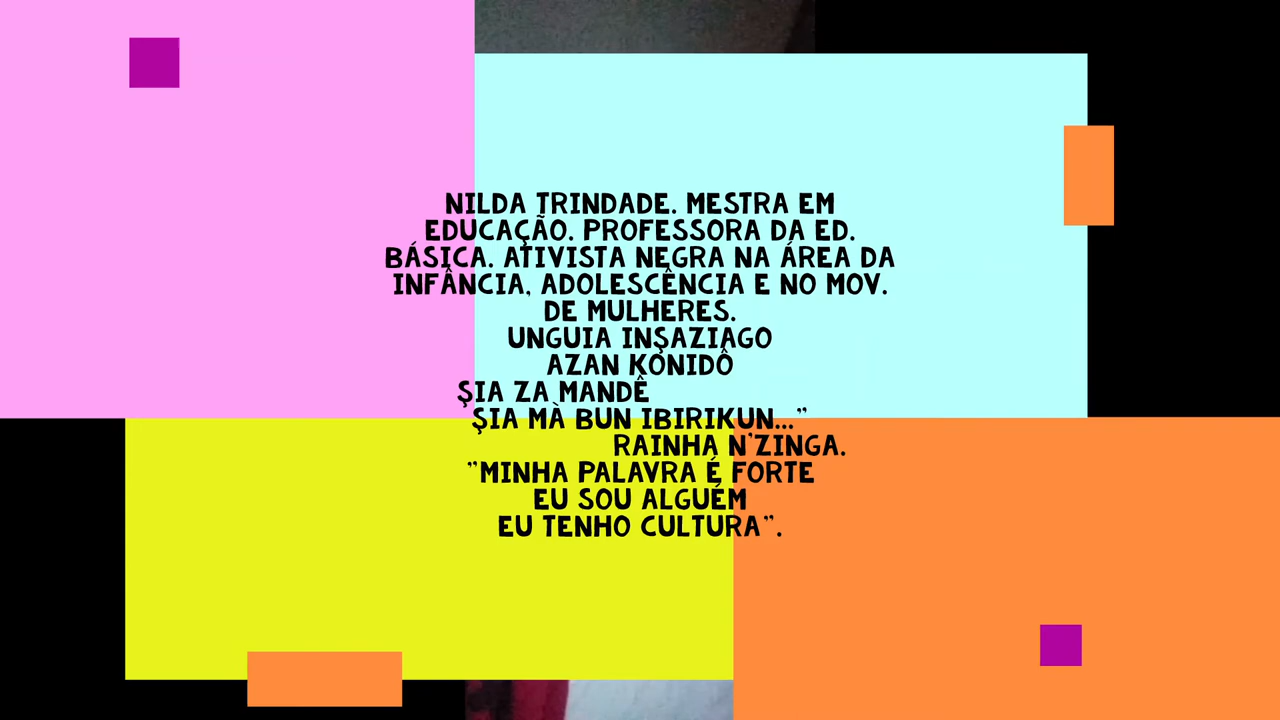 NILDA TRINDADE. MESTRA EM
EDUCAÇÃO. PROFESSORA DA ED.
BÁSICA. ATIVISTA NEGRA NA ÁREA DA
INFÂNCIA, ADOLESCÊNCIA E NO MOV.
DE MULHERES.
UNGUIA INŞAZIAGO
AZAN KONIDÔ
ŞIA ZA MANDÊ
ŞIA MÀ BUN IBIRIKUN..."
RAINHA N'ZINGA.
"MINHA PALAVRA É FORTE
EU SOU ALGUÉM
EU TENHO CULTURA".